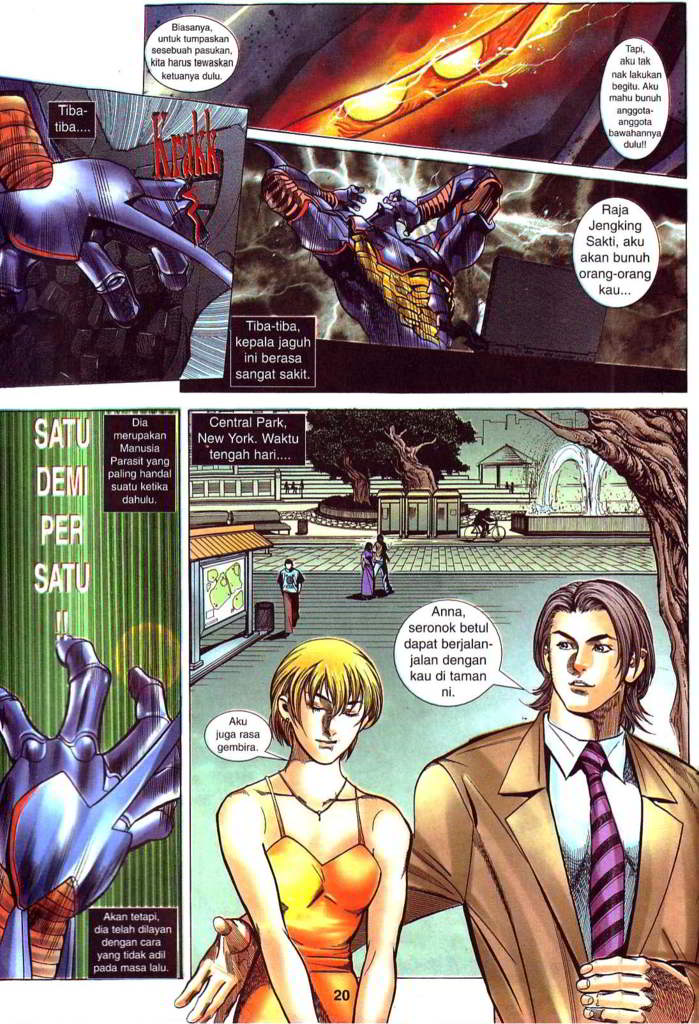 Biasanya,
untuk tumpaskan
sesebuah pasukan,
kita harus tewaskan
ketuanya dulu.
Tapi,
aku tak
nak lakukan
begitu. Aku
mahu bunuh
anggota-
anggota
bawahannya
dulu!!
Tiba-
tiba....
Krakk
Raja
Jengking
Sakti, aku
akan bunuh
orang-orang
kau...
Tiba-tiba,
kepala jaguh
ini berasa
sangat sakit.
SATU
DEMI
PER
SATU
!!
Dia
merupakan
Manusia
Parasit yang
paling handal
suatu ketika
dahulu.
Akan tetapi,
dia telah dilayan
dengan cara
yang tidak adil
pada masa lalu.
Central Park,
New York. Waktu
tengah hari....
Anna,
seronok betul
dapat berjalan-
jalan dengan
kau di taman
ni.
Aku
juga rasa
gembira.
20